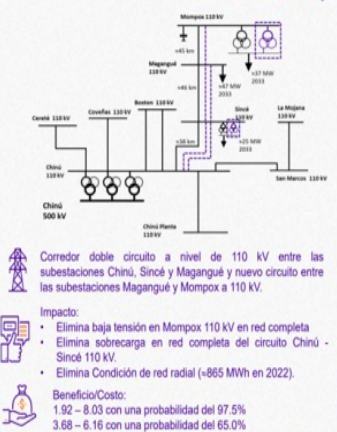 Mompox 110 kV
≈45 km
≈37 MW
2033
Magangué
110 kV
≈46 km
≈47 MW
2033
Cereté 110 kV
Coveñas 110 kV
Boston 110 kV
Sincé
110 kV
La Mojana
110 kV
≈38 km
≈25 MW
2033
Chinú
110 kV
San Marcos 110 kV
Chinú
500 kV
Chinú Planta
110 kV
Corredor doble circuito a nivel de 110 kV entre las
subestaciones Chinú, Sincé y Magangué y nuevo circuito entre
las subestaciones Magangué y Mompox a 110 kV.
Impacto:
• Elimina baja tensión en Mompox 110 kV en red completa
• Elimina sobrecarga en red completa del circuito Chinú -
Sincé 110 kV.
• Elimina Condición de red radial (≈865 MWh en 2022).
Beneficio/Costo:
1.92 – 8.03 con una probabilidad del 97.5%
3.68 – 6.16 con una probabilidad del 65.0%